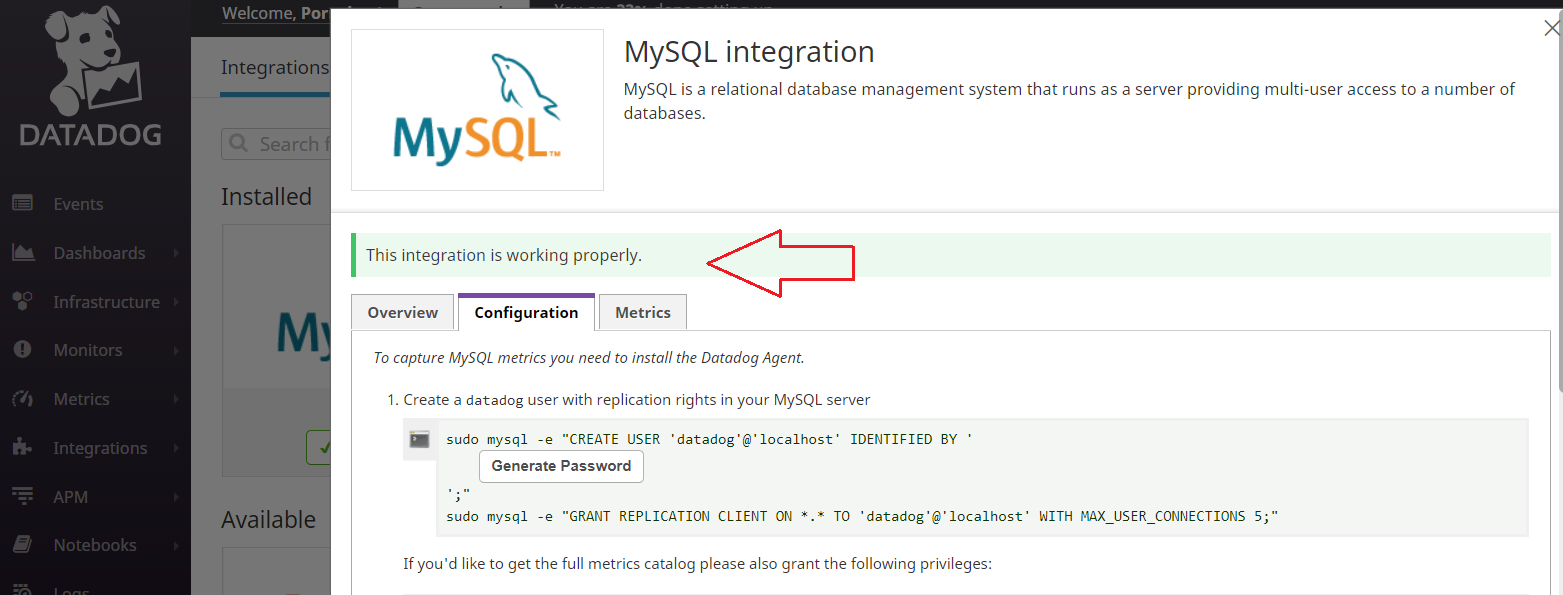 Welcome, Por
DATADOG
Events
Dashboards
Infrastructure
Monitors
Metrics
Integrations
APM
Notebooks
Logs
Integrations
Search f
Installed
My
Available
MySQL™
MySQL integration
MySQL is a relational database management system that runs as a server providing multi-user access to a number of
databases.
This integration is working properly.
Overview
Configuration
Metrics
To capture MySQL metrics you need to install the Datadog Agent.
1. Create a datadog user with replication rights in your MySQL server
sudo mysql -e "CREATE USER 'datadog'@'localhost' IDENTIFIED BY '
Generate Password
';"
sudo mysql -e "GRANT REPLICATION CLIENT ON *.* TO 'datadog'@'localhost' WITH MAX_USER_CONNECTIONS 5;"
If you'd like to get the full metrics catalog please also grant the following privileges: